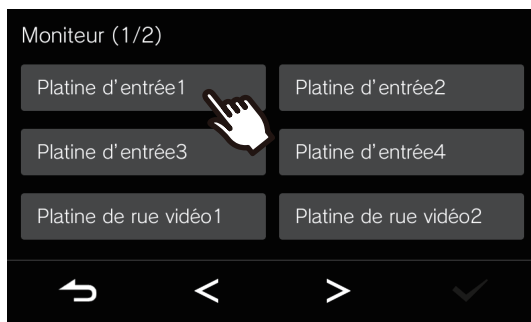 Moniteur (1/2)
Platine d'entrée1 Platine d'entrée2
Platine d'entrée3 Platine d'entrée4
Platine de rue vidéo1 Platine de rue vidéo2